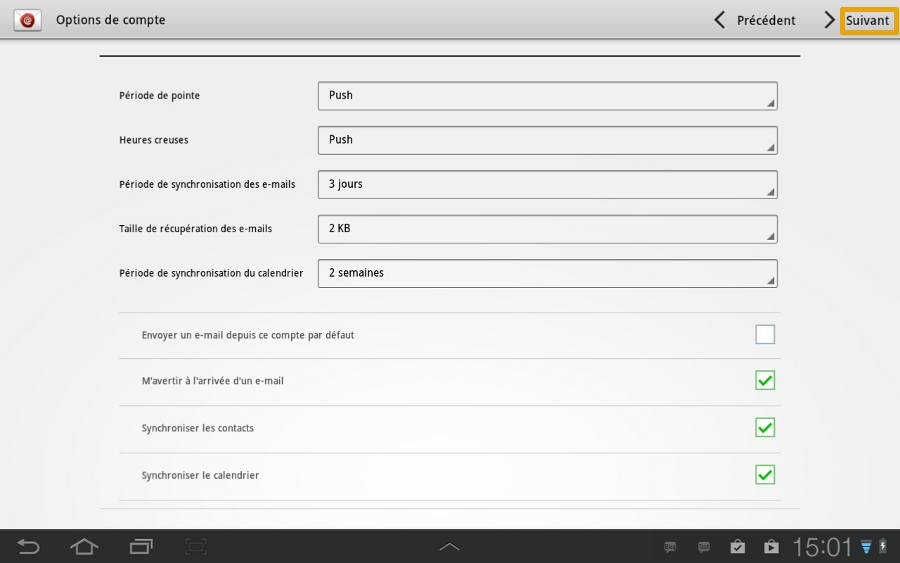 Options de compte
Précédent
Suivant
Période de pointe
Push
Heures creuses
Push
Période de synchronisation des e-mails
3 jours
Taille de récupération des e-mails
2 KB
Période de synchronisation du calendrier
2 semaines
Envoyer un e-mail depuis ce compte par défaut
M'avertir à l'arrivée d'un e-mail
Synchroniser les contacts
Synchroniser le calendrier
15:01